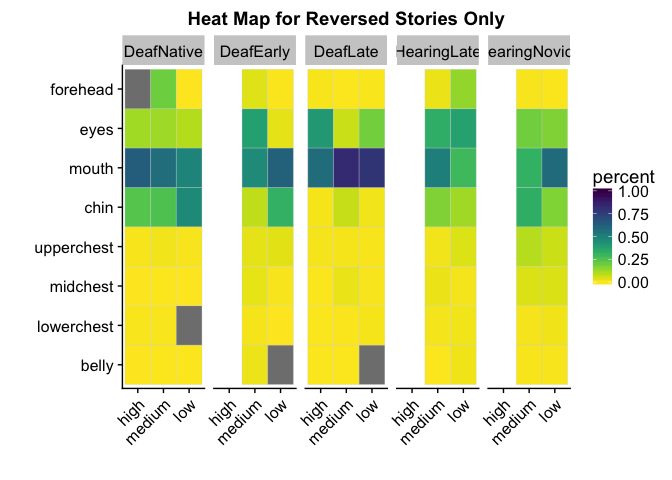 Heat Map for Reversed Stories Only
DeafNative DeafEarly DeafLate HearingLate earingNovic
forehead
eyes
mouth
chin
upperchest
midchest
lowerchest
belly
percent
1.00
0.75
0.50
0.25
0.00
high medium low high medium low high medium low high medium low high medium low